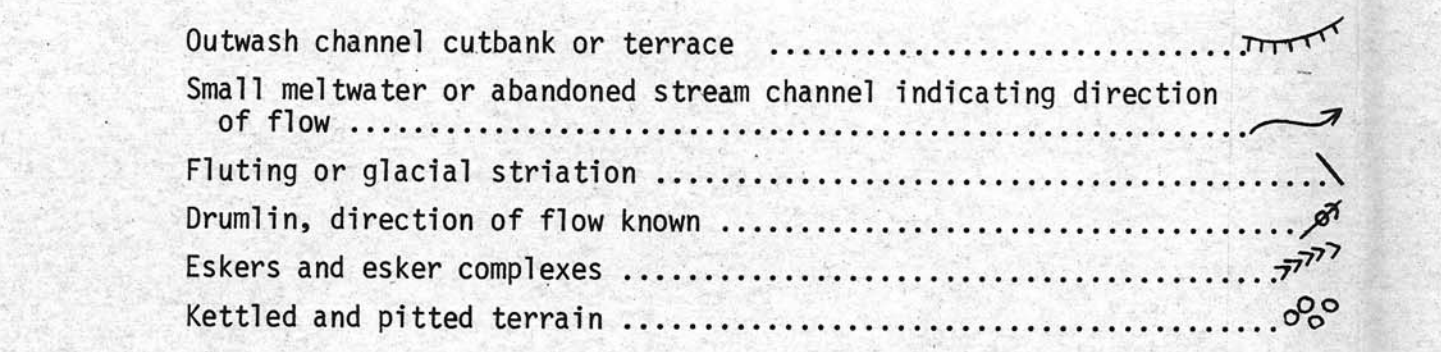 Outwash channel cutbank or terrace ..............................
Small meltwater or abandoned stream channel indicating direction
of flow .......................................................
Fluting or glacial striation .........................................
Drumlin, direction of flow known ...................................
Eskers and esker complexes ........................................
Kettled and pitted terrain ........................................